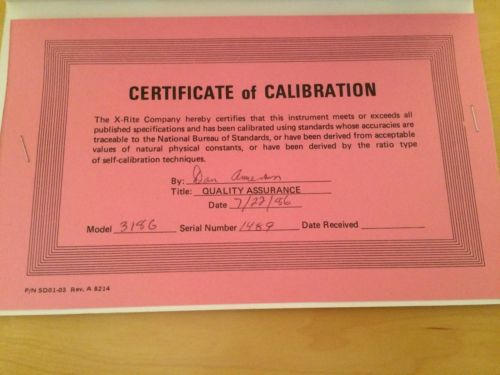 CERTIFICATE of CALIBRATION
The X-Rite Company hereby certifies that this instrument meets or exceeds all
published specifications and has been calibrated using standards whose accuracies are
traceable to the National Bureau of Standards, or have been derived from acceptable
values of natural physical constants, or have been derived by the ratio type
of self-calibration techniques.
By: Dan
Title: QUALITY ASSURANCE
Date 7/22/86
Model 318G Serial Number 1489 Date Received
P/N SD01-03 Rev. A 8214